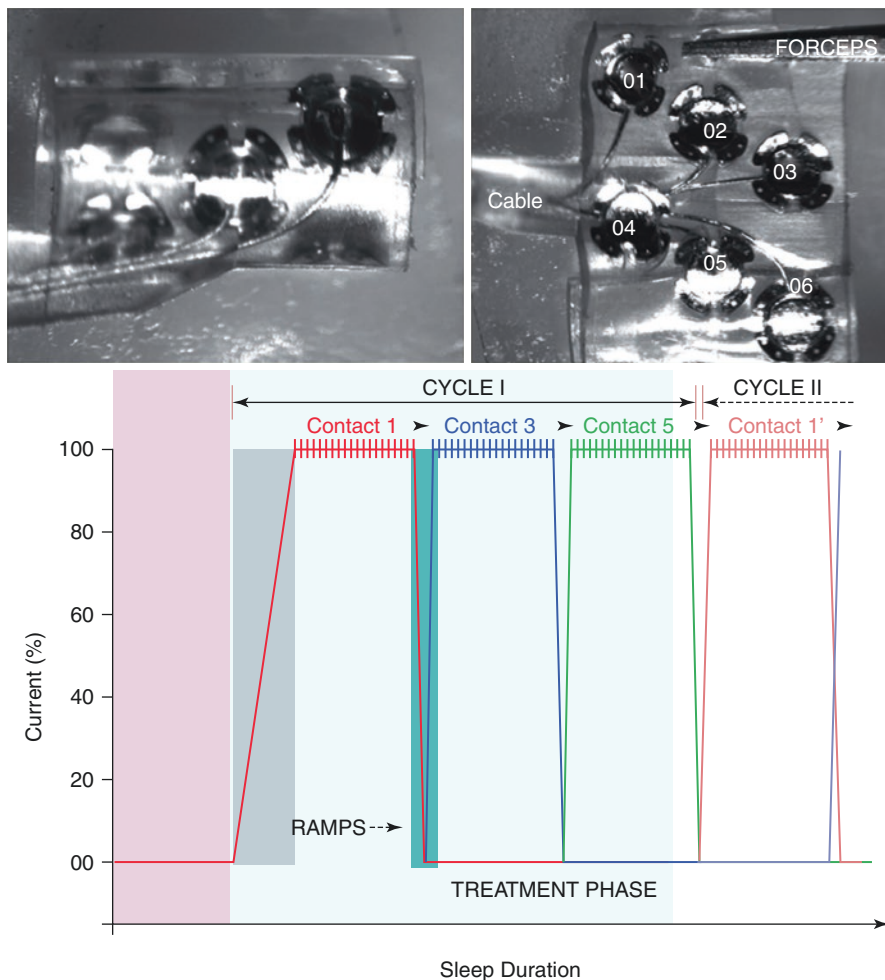 FORCEPS
01
02
03
Cable
04
05
06
CYCLE I
CYCLE II
Contact 1
Contact 3
Contact 5
Contact 1’
100
80
60
40
20
00
Current (%)
RAMPS
TREATMENT PHASE
Sleep Duration